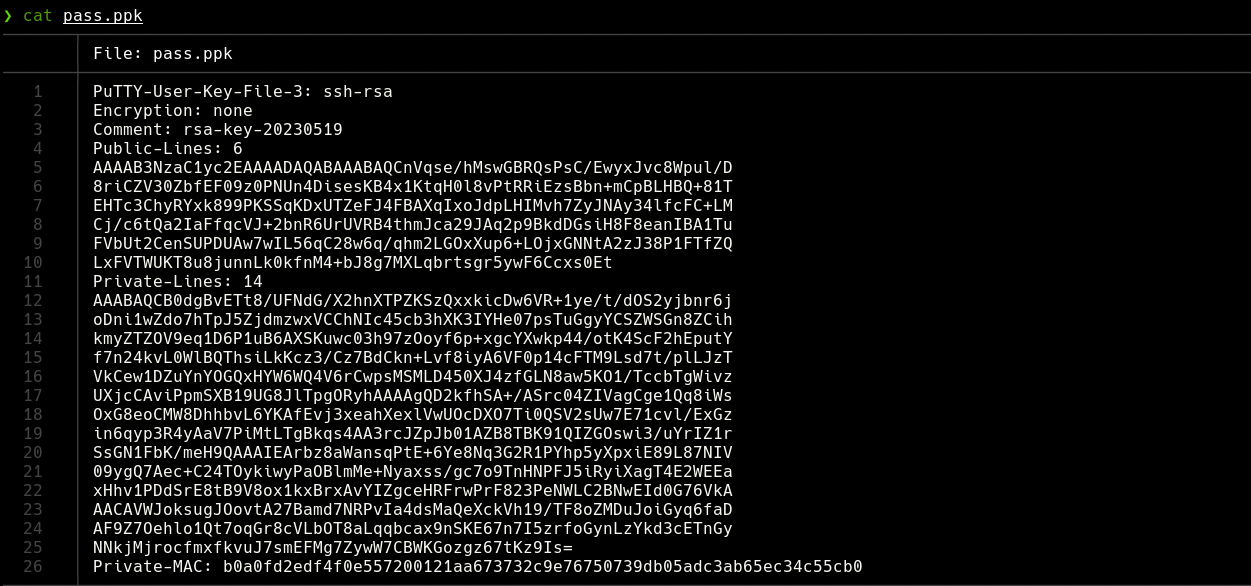 ❯ cat pass.ppk
File: pass.ppk
1 PuTTY-User-Key-File-3: ssh-rsa
2 Encryption: none
3 Comment: rsa-key-20230519
4 Public-Lines: 6
5 AAAAB3NzaC1yc2EAAAADAQABAAABAQCnVqse/hMswGBRQsPsC/EwyxJvc8Wpul/D
6 8riCZV30ZbfEF09z0PNUn4DisesKB4x1KtqH0l8vPtRRiEzsBbn+mCpBLHBQ+81T
7 EHTc3ChyRYxk899PKSSqKDxUTZeFJ4FBAXqIxoJdpLHIMvh7ZyJNAy34lfcFC+LM
8 Cj/c6tQa2IaFfqcVJ+2bnR6UrUVRB4thmJca29JAq2p9BkdDGsiH8F8eanIBA1Tu
9 FVbUt2CenSUPDUAw7wIL56qC28w6q/qhm2LGOxXup6+LOjxGNNtA2zJ38P1FTfZQ
10 LxFVTWUKT8u8junnLk0kfnM4+bJ8g7MXLqbrtsgr5ywF6Ccxs0Et
11 Private-Lines: 14
12 AAABAQCB0dgBvETt8/UFNdG/X2hnXTPZKSzQxxkicDw6VR+1ye/t/dOS2yjbnr6j
13 oDni1wZdo7hTpJ5ZjdmzwxVCChNIc45cb3hXK3IYHe07psTuGgyYCSZWSGn8ZCih
14 kmyZTZOV9eq1D6P1uB6AXSKuwc03h97zOoyf6p+xgcYXwkp44/otK4ScF2hEputY
15 f7n24kvL0WlBQThsiLkKcz3/Cz7BdCkn+Lvf8iyA6VF0p14cFTM9Lsd7t/plLJzT
16 VkCew1DZuYnYOGQxHYW6WQ4V6rCwpsMSMLD450XJ4zfGLN8aw5KO1/TccbTgWivz
17 UXjcCAviPpmSXB19UG8JlTpgORyhAAAAgQD2kfhSA+/ASrc04ZIVagCge1Qq8iWs
18 OxG8eoCMW8DhhbvL6YKAfEvj3xeahXexlVwUOcDXO7Ti0QSV2sUw7E71cvl/ExGz
19 in6qyp3R4yAaV7PiMtLTgBkqs4AA3rcJZpJb01AZB8TBK91QIZGOswi3/uYrIZ1r
20 SsGN1FbK/meH9QAAAIEArbz8aWansqPtE+6Ye8Nq3G2R1PYhp5yXpxiE89L87NIV
21 09ygQ7Aec+C24TOykiwyPaOBlmMe+Nyaxss/gc7o9TnHNPFJ5iRyiXagT4E2WEEa
22 xHhv1PDdSrE8tB9V8ox1kxBrxAvYIZgceHRFrwPrF823PeNWLC2BNwEId0G76VkA
23 AACAVWJoksugJOovtA27Bamd7NRPvIa4dsMaQeXckVh19/TF8oZMDuJoiGyq6faD
24 AF9Z7Oehlo1Qt7oqGr8cVLbOT8aLqqbcax9nSKE67n7I5zrfoGynLzYkd3cETnGy
25 NNkjMjrocfmxfkvuJ7smEFMg7ZywW7CBWKGozgz67tKz9Is=
26 Private-MAC: b0a0fd2edf4f0e557200121aa673732c9e76750739db05adc3ab65ec34c55cb0